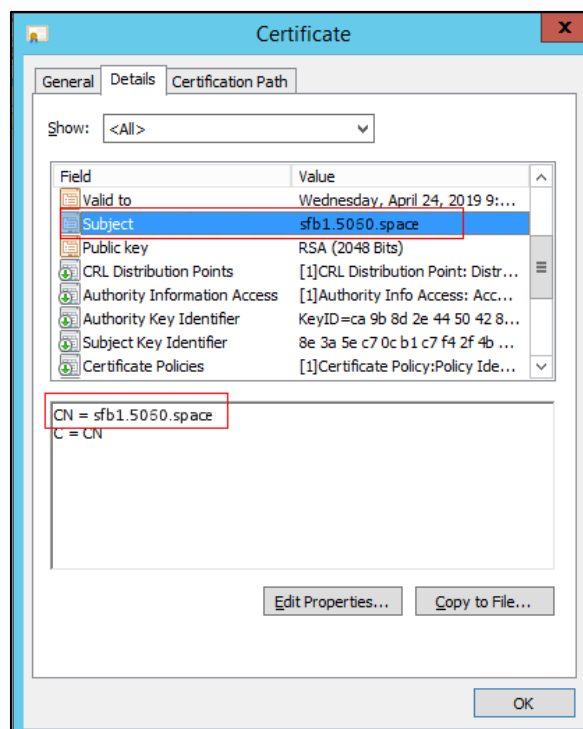 Certificate
x
General Details Certification Path
Show: <All>
Field Value
Valid to Wednesday, April 24, 2019 9:...
Subject sfb1.5060.space
Public key RSA (2048 Bits)
CRL Distribution Points [1]CRL Distribution Point: Distr...
Authority Information Access [1]Authority Info Access: Acc...
Authority Key Identifier KeyID=ca 9b 8d 2e 44 50 42 8...
Subject Key Identifier 8e 3a 5e c7 0c b1 c7 f4 2f 4b ...
Certificate Policies [1]Certificate Policy:Policy Ide...
CN = sfb1.5060.space
C = CN
Edit Properties... Copy to File...
OK